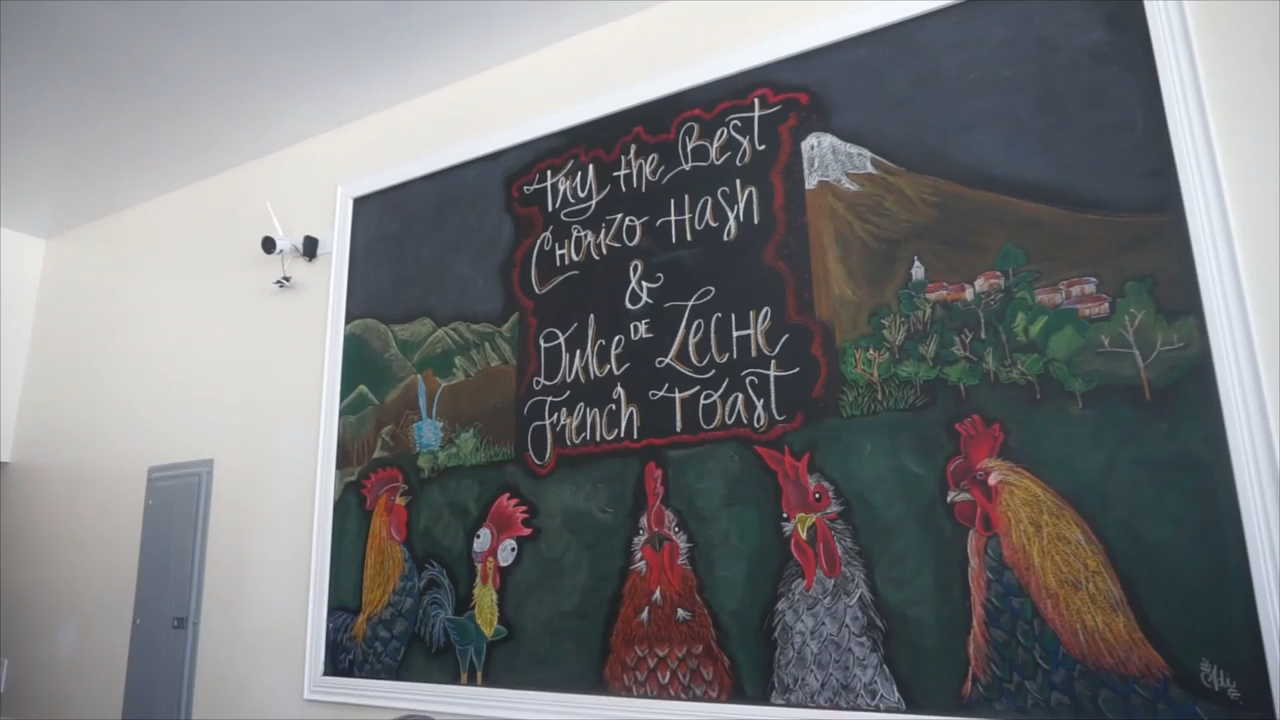 Try the Best
Chorizo Hash
&
Dulce DE Leche
French Toast